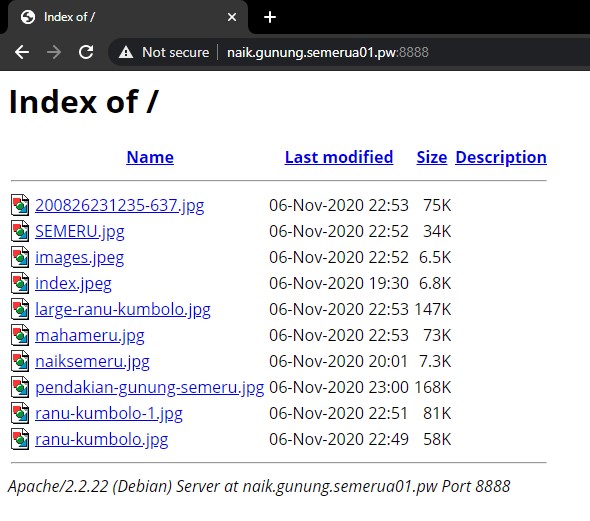 Index of /
Not secure naik.gunung.semerua01.pw:8888
Index of /
Name Last modified Size Description
200826231235-637.jpg 06-Nov-2020 22:53 75K
SEMERU.jpg 06-Nov-2020 22:52 34K
images.jpeg 06-Nov-2020 22:52 6.5K
index.jpeg 06-Nov-2020 19:30 6.8K
large-ranu-kumbolo.jpg 06-Nov-2020 22:53 147K
mahameru.jpg 06-Nov-2020 22:53 73K
naiksemeru.jpg 06-Nov-2020 20:01 7.3K
pendakian-gunung-semeru.jpg 06-Nov-2020 23:00 168K
ranu-kumbolo-1.jpg 06-Nov-2020 22:51 81K
ranu-kumbolo.jpg 06-Nov-2020 22:49 58K
Apache/2.2.22 (Debian) Server at naik.gunung.semerua01.pw Port 8888